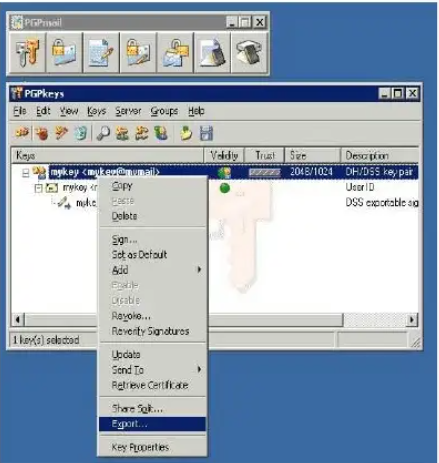 PGPmail
PGPkeys
File Edit View Keys Server Groups Help
Keys Validity Trust Size Description
mykey <mykey@mymail> 2048/1024 DH/DSS key pair
mykey <m User ID
myke DSS exportable sig
Copy
Paste
Delete
Sign...
Set as Default
Add
Enable
Disable
Revoke...
Reverify Signatures
Update
Send To
Retrieve Certificate
Share Split...
Export...
Key Properties
1 key(s) selected